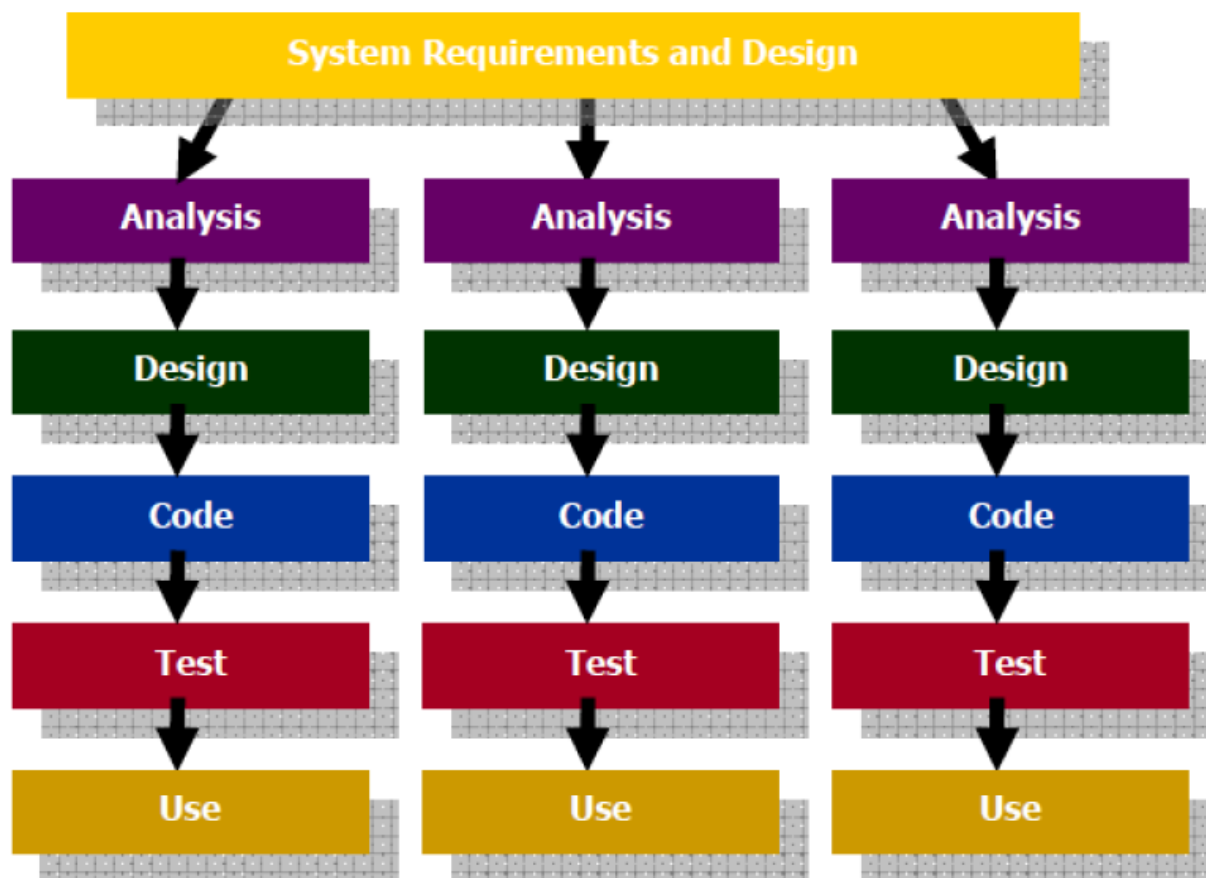 System Requirements and Design
Analysis
Analysis
Analysis
Design
Design
Design
Code
Code
Code
Test
Test
Test
Use
Use
Use